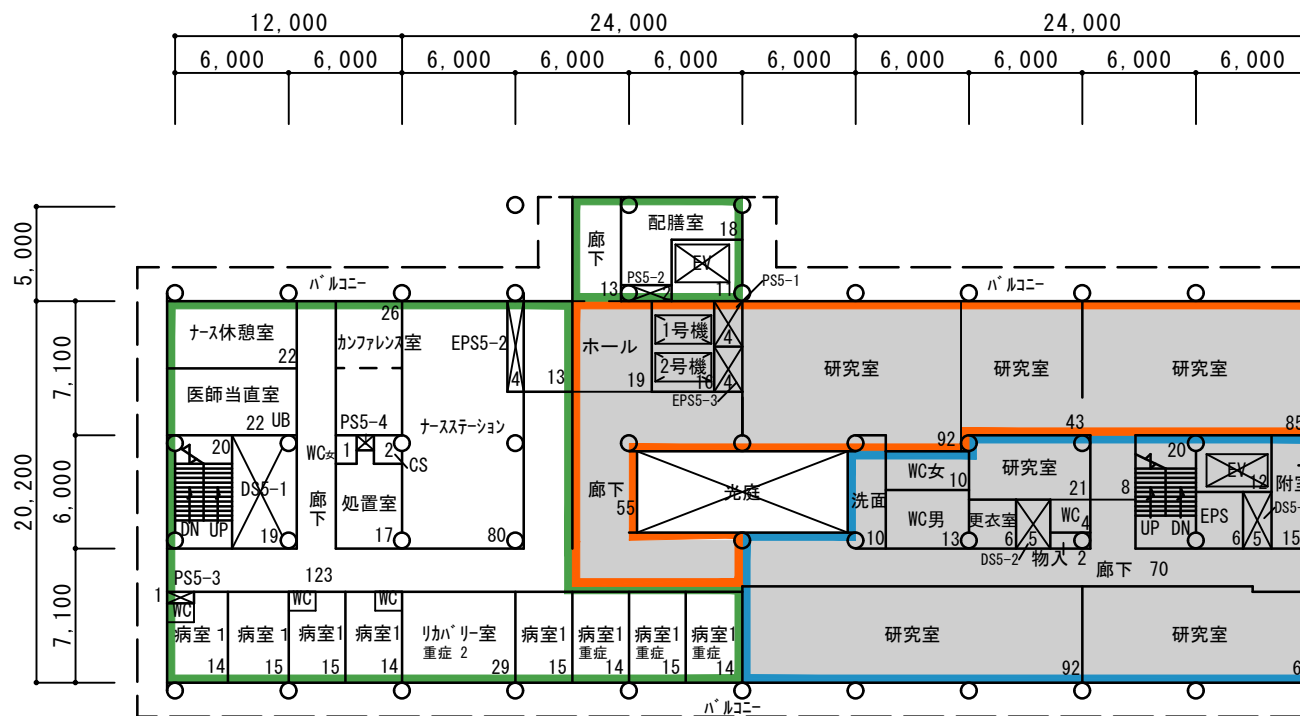 12,000
24,000
24,000
6,000
6,000
6,000
6,000
6,000
6,000
6,000
6,000
6,000
6,000
5,000
7,100
6,000
7,100
20,200
配膳室
18
廊下
EV
PS5-2
2
13
11
PS5-1
バルコニー
バルコニー
ナース休憩室
22
26
カンファレンス室
EPS5-2
4
13
ホール
19
1号機
2号機
16
4
4
EPS5-3
研究室
92
研究室
43
研究室
85
医師当直室
22
UB
PS5-4
1
2
CS
ナースステーション
80
20
DS5-1
19
DN
UP
WC女
廊下
処置室
17
廊下
55
光庭
洗面
10
WC女
10
WC男
13
研究室
21
更衣室
6
5
DS5-2
WC
4
物入
2
8
20
UP
DN
EV
12
EPS
6
5
附室
DS5-
15
廊下
70
PS5-3
1
WC
123
WC
WC
病室1
14
病室1
15
病室1
15
病室1
14
リカバリー室
重症 2
29
病室1
15
病室1
重症
14
病室1
重症
15
病室1
重症
14
研究室
92
研究室
6
バルコニー